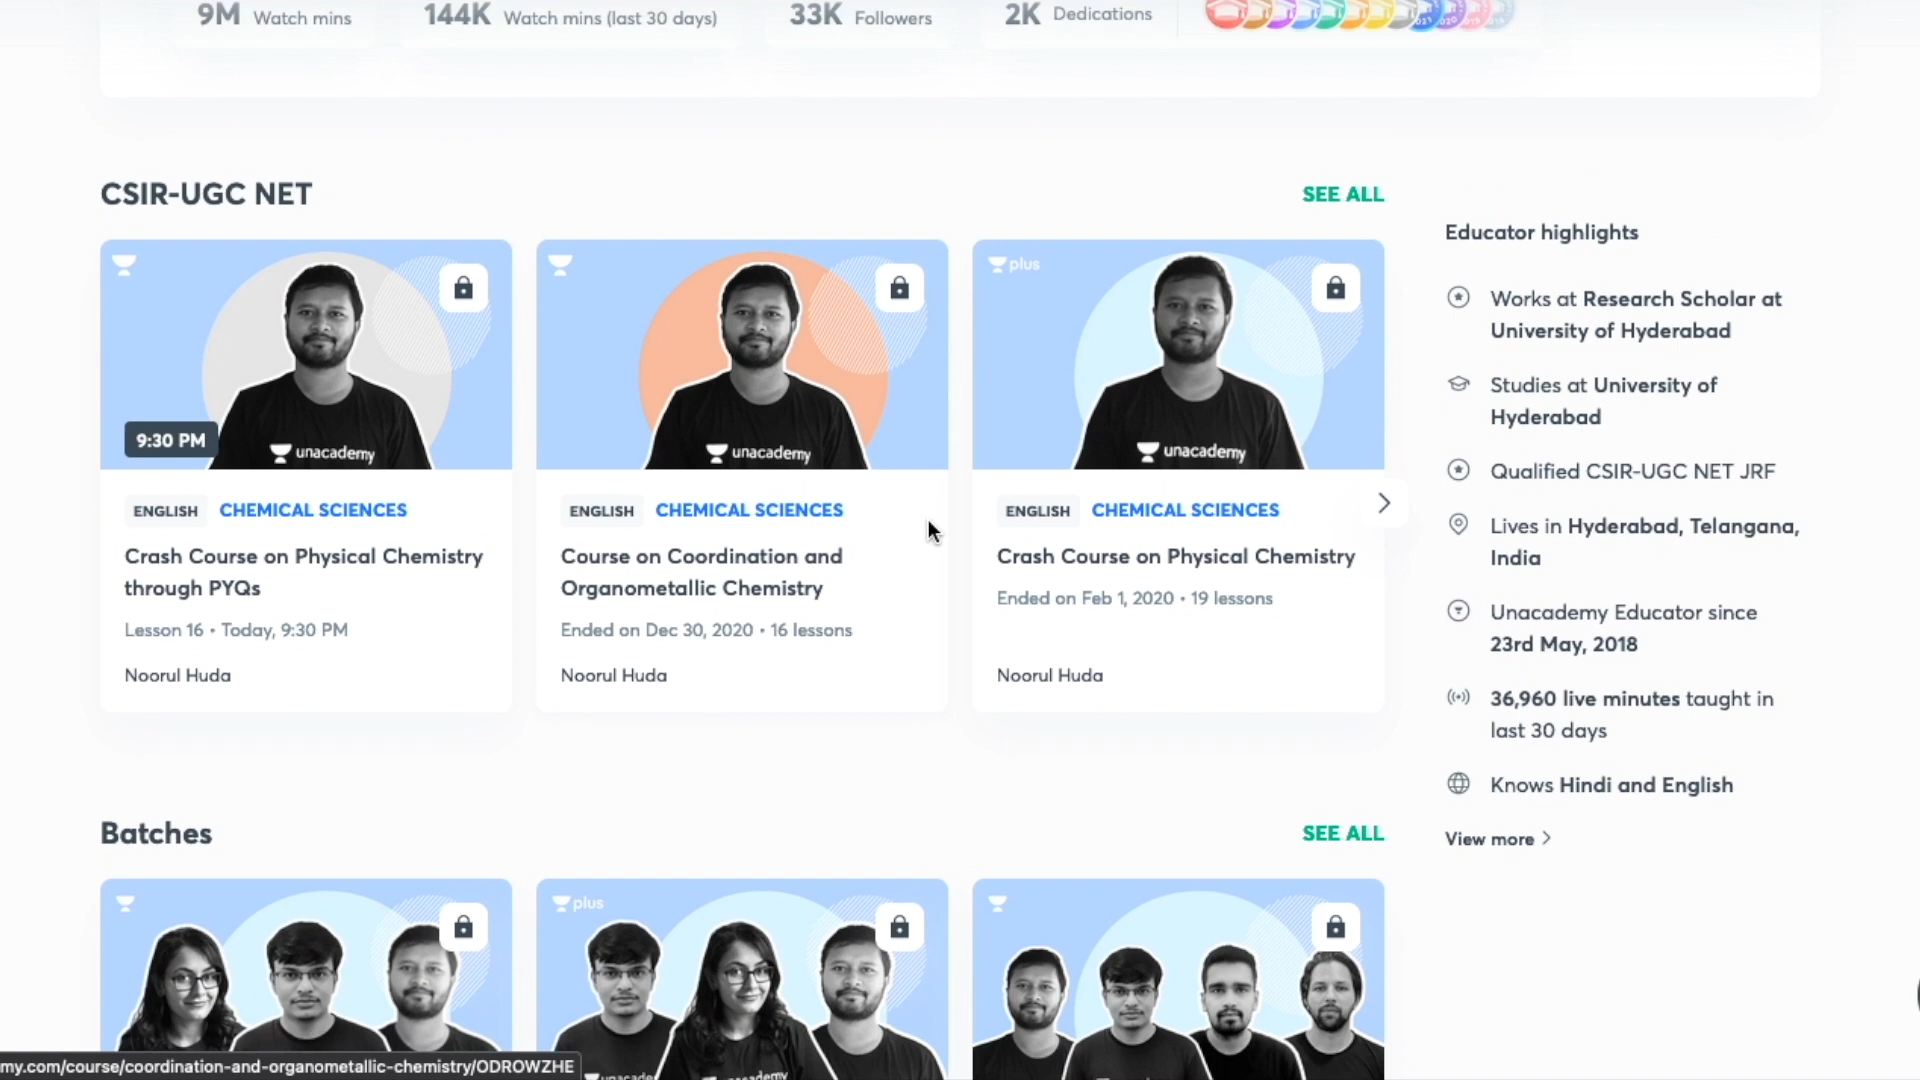 9M Watch mins 144K Watch mins (last 30 days) 33K Followers 2K Dedications
CSIR-UGC NET
SEE ALL
plus
9:30 PM
unacademy
unacademy
unacademy
ENGLISH CHEMICAL SCIENCES
Crash Course on Physical Chemistry
through PYQs
Lesson 16 • Today, 9:30 PM
Noorul Huda
ENGLISH CHEMICAL SCIENCES
Course on Coordination and
Organometallic Chemistry
Ended on Dec 30, 2020 • 16 lessons
Noorul Huda
ENGLISH CHEMICAL SCIENCES
Crash Course on Physical Chemistry
Ended on Feb 1, 2020 • 19 lessons
Noorul Huda
Educator highlights
Works at Research Scholar at
University of Hyderabad
Studies at University of
Hyderabad
Qualified CSIR-UGC NET JRF
Lives in Hyderabad, Telangana,
India
Unacademy Educator since
23rd May, 2018
36,960 live minutes taught in
last 30 days
Knows Hindi and English
View more
Batches
SEE ALL
plus
my.com/course/coordination-and-organometallic-chemistry/ODROWZHE